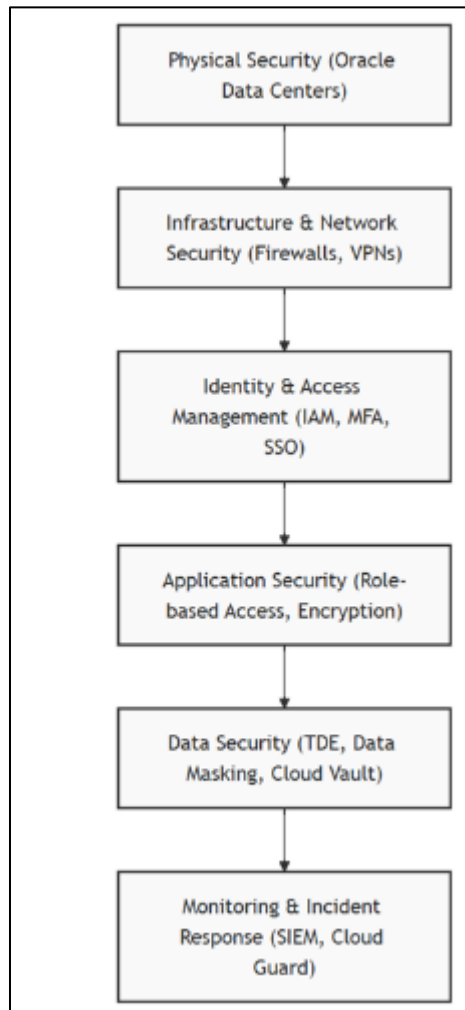 Physical Security (Oracle
Data Centers)
Infrastructure & Network
Security (Firewalls, VPNs)
Identity & Access
Management (IAM, MFA,
SSO)
Application Security (Role-
based Access, Encryption)
Data Security (TDE, Data
Masking, Cloud Vault)
Monitoring & Incident
Response (SIEM, Cloud
Guard)